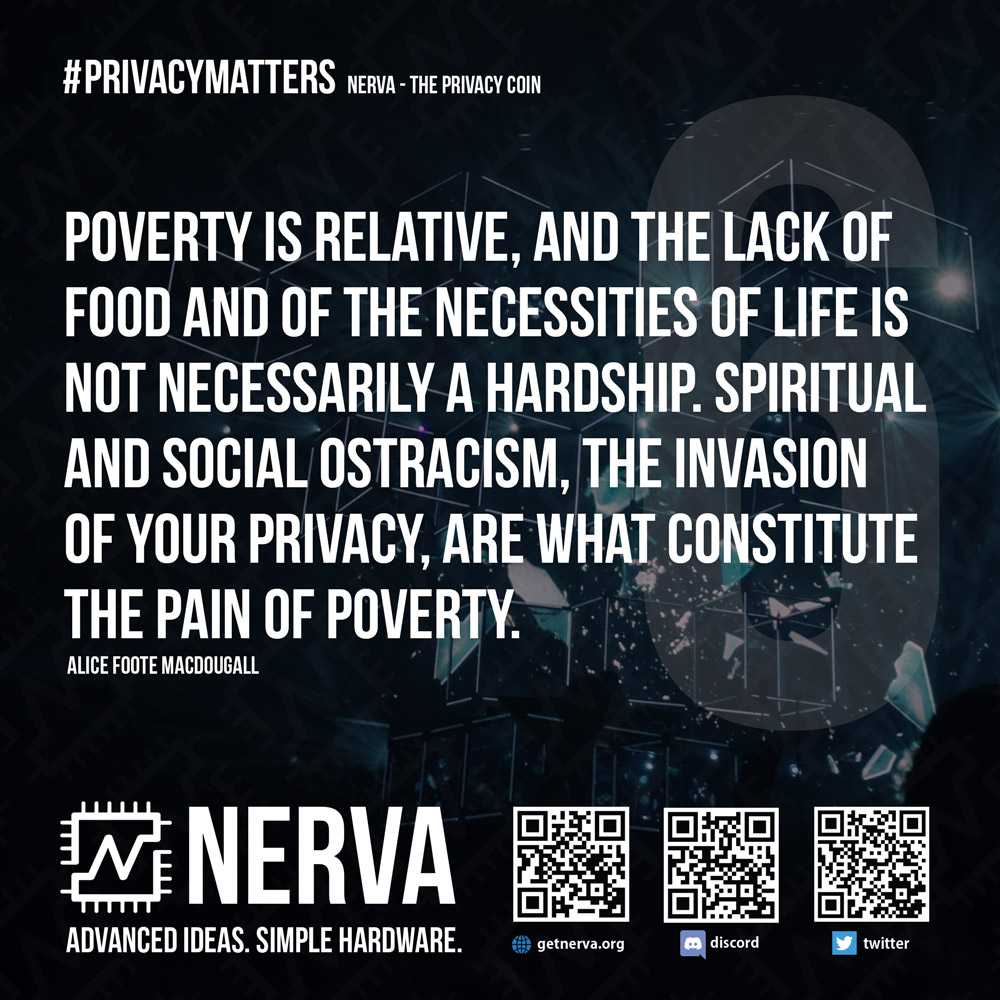 #PRIVACYMATTERS NERVA - THE PRIVACY COIN
6
POVERTY IS RELATIVE, AND THE LACK OF
FOOD AND OF THE NECESSITIES OF LIFE IS
NOT NECESSARILY A HARDSHIP. SPIRITUAL
AND SOCIAL OSTRACISM, THE INVASION
OF YOUR PRIVACY, ARE WHAT CONSTITUTE
THE PAIN OF POVERTY.
ALICE FOOTE MACDOUGALL
NERVA
ADVANCED IDEAS. SIMPLE HARDWARE.
getnerva.org
discord
twitter